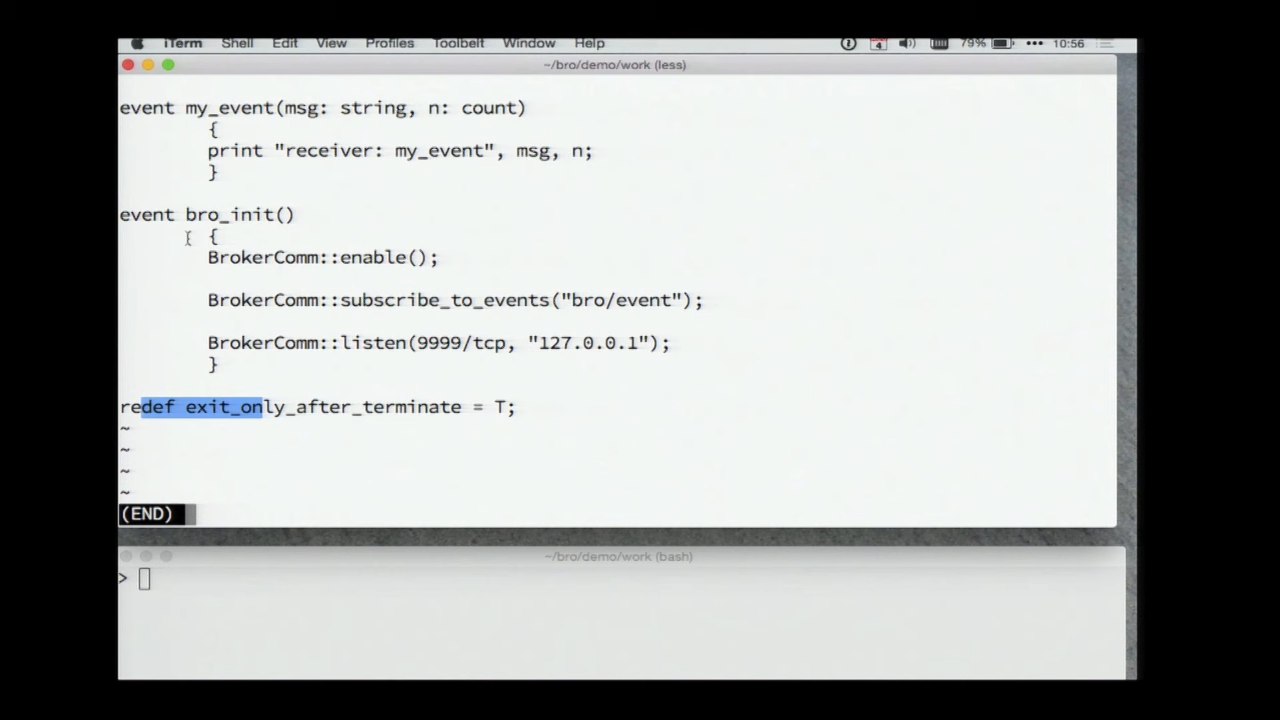 iTerm Shell Edit View Profiles Toolbelt Window Help 4 79% 10:56
~/bro/demo/work (less)
event my_event(msg: string, n: count)
{
print "receiver: my_event", msg, n;
}
event bro_init()
{
BrokerComm::enable();
BrokerComm::subscribe_to_events("bro/event");
BrokerComm::listen(9999/tcp, "127.0.0.1");
}
redef exit_only_after_terminate = T;
~
~
~
~
(END)
~/bro/demo/work (bash)
>